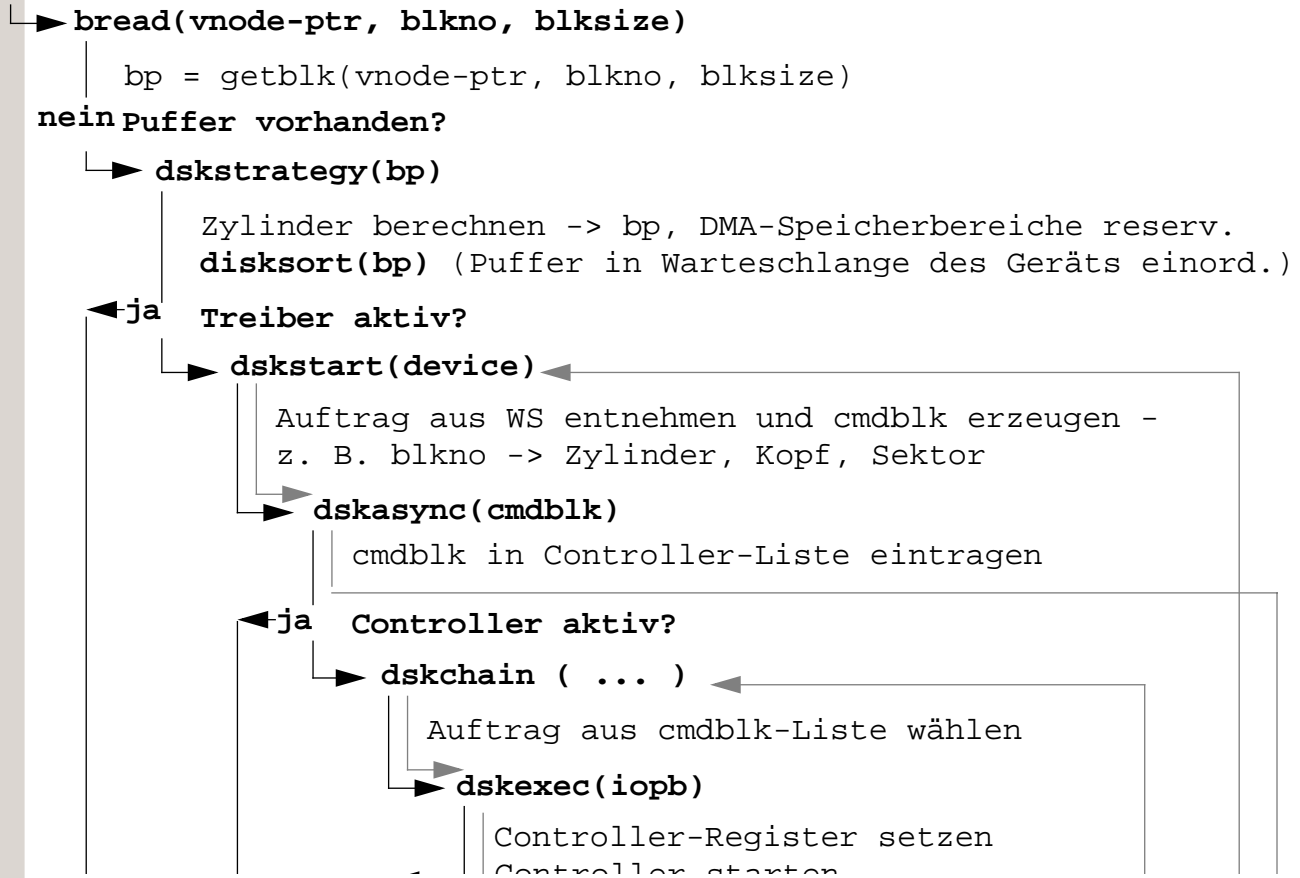 bread(vnode-ptr, blkno, blksize)
bp = getblk(vnode-ptr, blkno, blksize)
nein Puffer vorhanden?
dskstrategy(bp)
Zylinder berechnen -> bp, DMA-Speicherbereiche reserv.
disksort(bp) (Puffer in Warteschlange des Geräts einord.)
ja Treiber aktiv?
dskstart(device)
Auftrag aus WS entnehmen und cmdblk erzeugen -
z. B. blkno -> Zylinder, Kopf, Sektor
dskasync(cmdblk)
cmdblk in Controller-Liste eintragen
ja Controller aktiv?
dskchain ( ... )
Auftrag aus cmdblk-Liste wählen
dskexec(iopb)
Controller-Register setzen
Controller starten